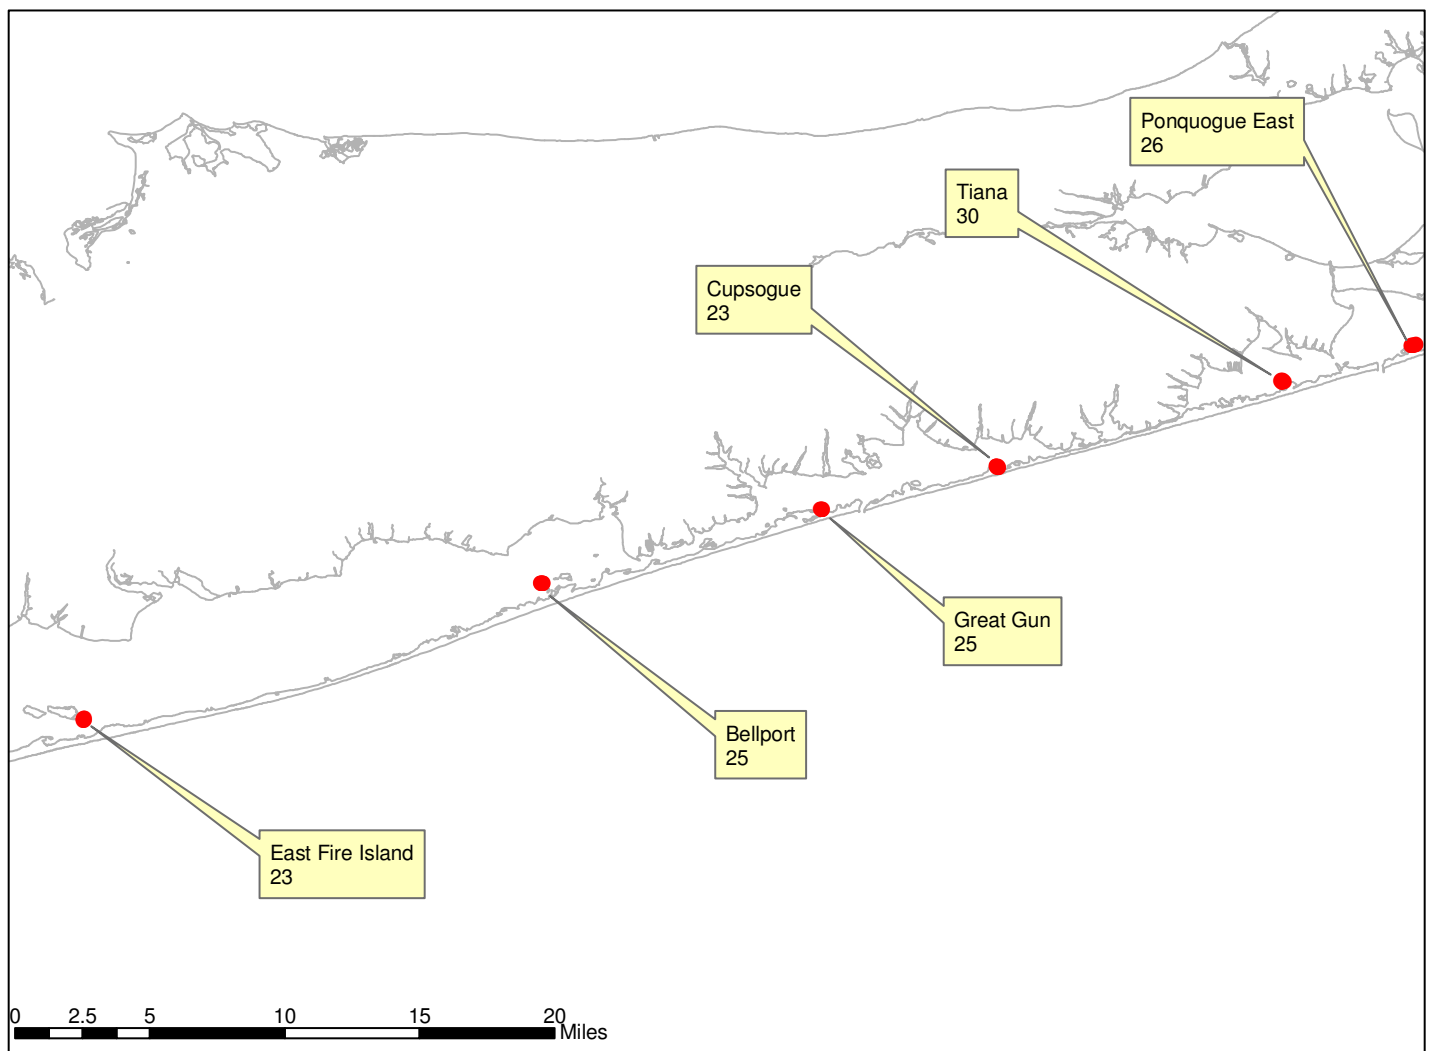 Ponquogue East
26
Tiana
30
Cupsogue
23
Great Gun
25
Bellport
25
East Fire Island
23
0 2.5 5 10 15 20
Miles